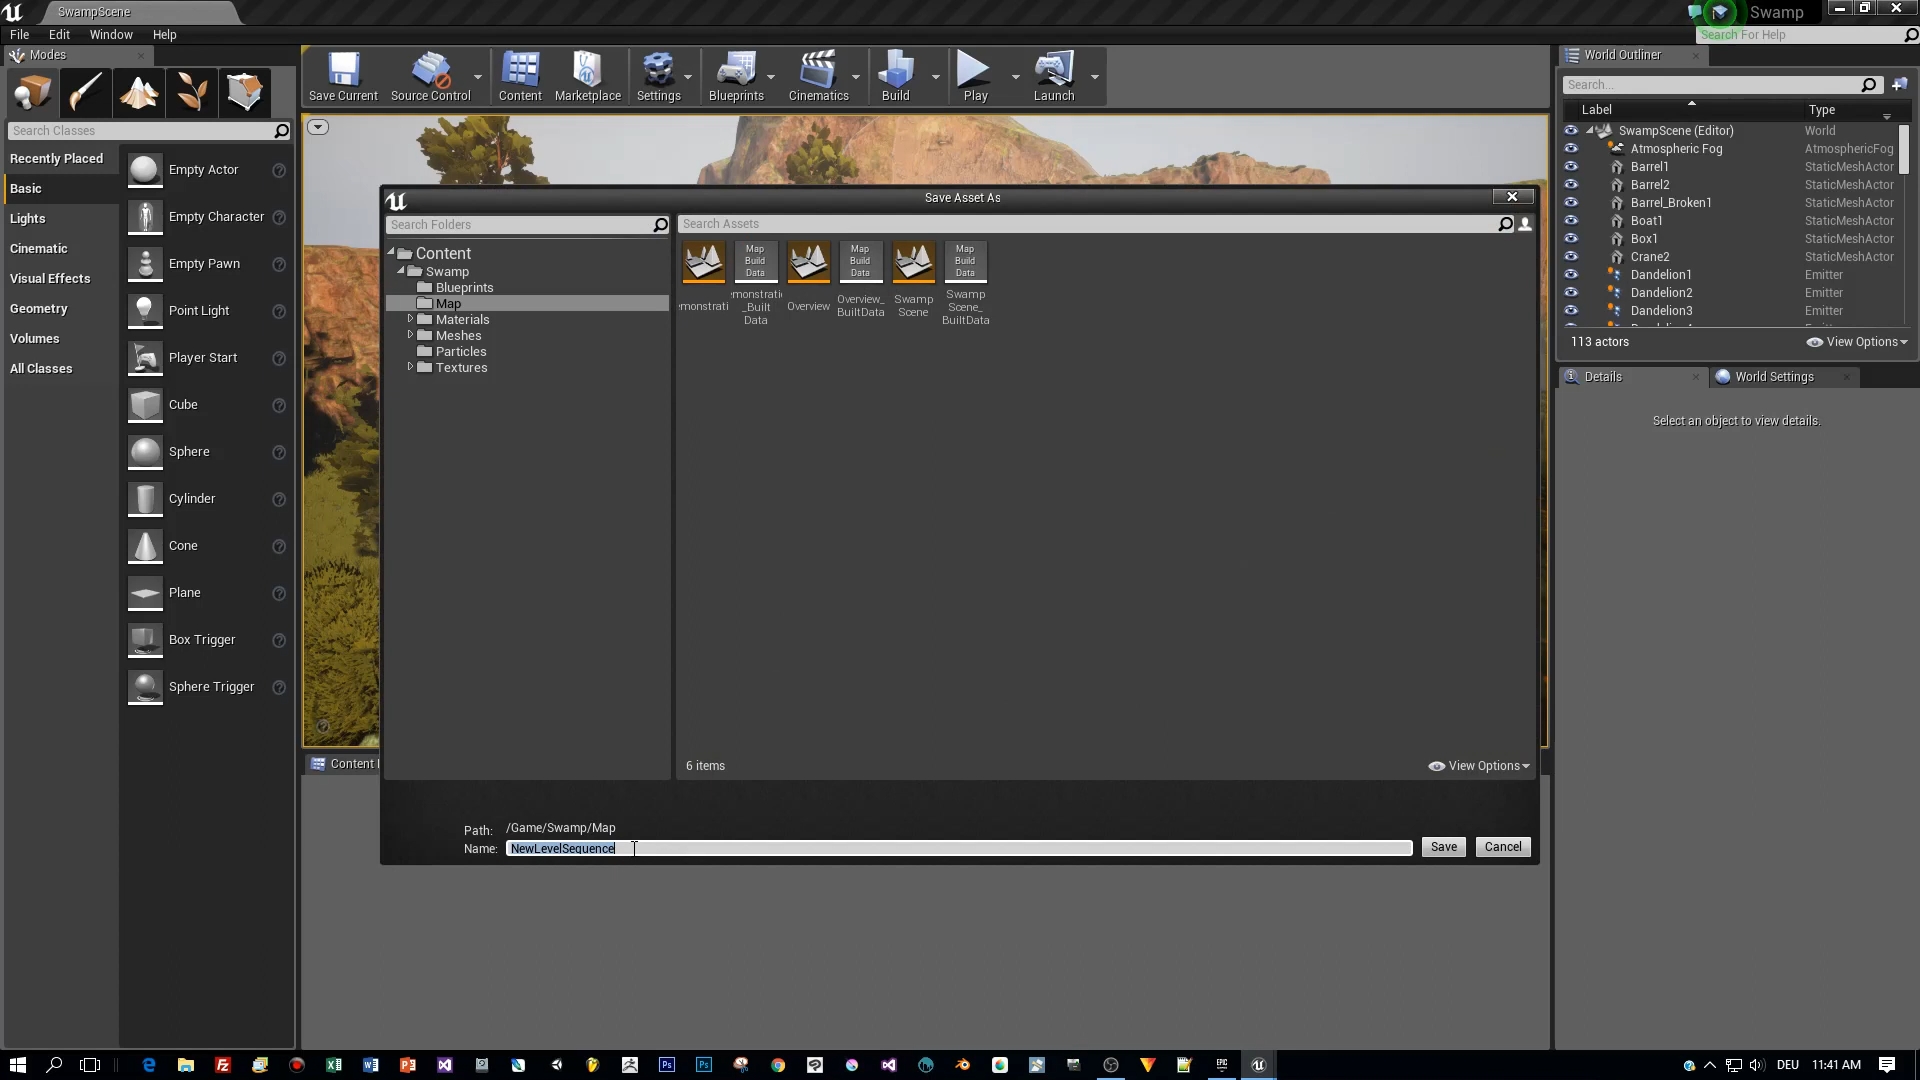 SwampScene
Swamp
File Edit Window Help
Search For Help
Modes
Save Current Source Control Content Marketplace Settings Blueprints Cinematics Build Play Launch
World Outliner
Search...
Label Type
Search Classes
SwampScene (Editor) World
Atmospheric Fog AtmosphericFog
Barrel1 StaticMeshActor
Barrel2 StaticMeshActor
Barrel_Broken1 StaticMeshActor
Boat1 StaticMeshActor
Box1 StaticMeshActor
Crane2 StaticMeshActor
Dandelion1 Emitter
Dandelion2 Emitter
Dandelion3 Emitter
113 actors View Options
Details World Settings
Select an object to view details.
Recently Placed
Basic
Lights
Cinematic
Visual Effects
Geometry
Volumes
All Classes
Empty Actor
Empty Character
Empty Pawn
Point Light
Player Start
Cube
Sphere
Cylinder
Cone
Plane
Box Trigger
Sphere Trigger
Save Asset As
Search Folders
Search Assets
Content
Swamp
Blueprints
Map
Materials
Meshes
Particles
Textures
Map
Build
Data
Map
Build
Data
Map
Build
Data
emonstrati
emonstrati
_Built
Data
Overview
Overview_
BuiltData
Swamp
Scene
Swamp
Scene_
BuiltData
6 items View Options
Content
Path: /Game/Swamp/Map
Name: NewLevelSequence Save Cancel
DEU 11:41 AM